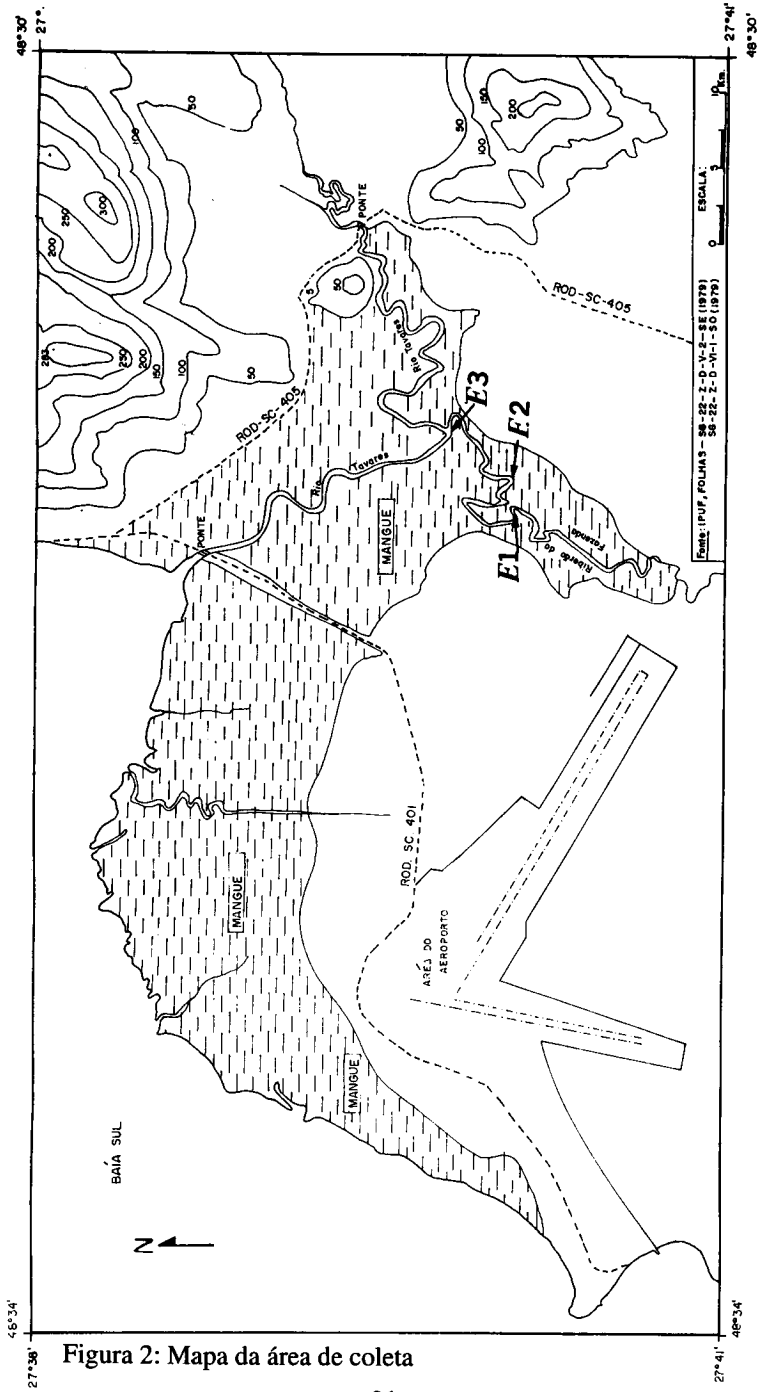 48°30'
27°.
27°41'
48°30'
50
100
150
200
250
300
50
100
150
200
250
283
50
100
150
200
PONTE
5
50
ROD-SC-405
ROD-SC-405
Rio Tavares
Rio Tavares
PONTE
MANGUE
E3
E2
E1
Ribeirão da Fazenda
ESCALA:
0 5 10 Km.
Fonte: IPUF, FOLHAS - SG-22-Z-D-V-2-SE (1979)
SG-22-Z-D-VI-1-SO (1979)
MANGUE
ROD. SC 401
ÁREA DO
AEROPORTO
MANGUE
BAÍA SUL
N
48°34'
27°38'
27°41'
48°34'
Figura 2: Mapa da área de coleta